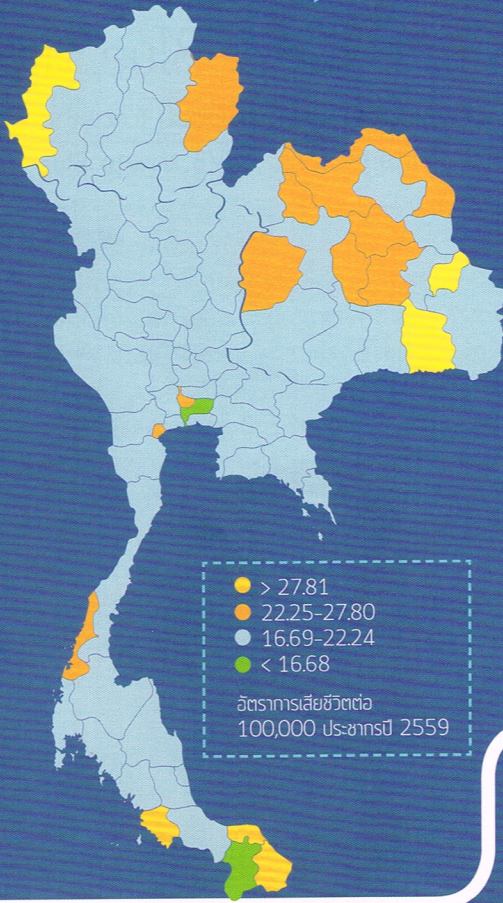 > 27.81
22.25-27.80
16.69-22.24
< 16.68
อัตราการเสียชีวิตต่อ
100,000 ประชากรปี 2559